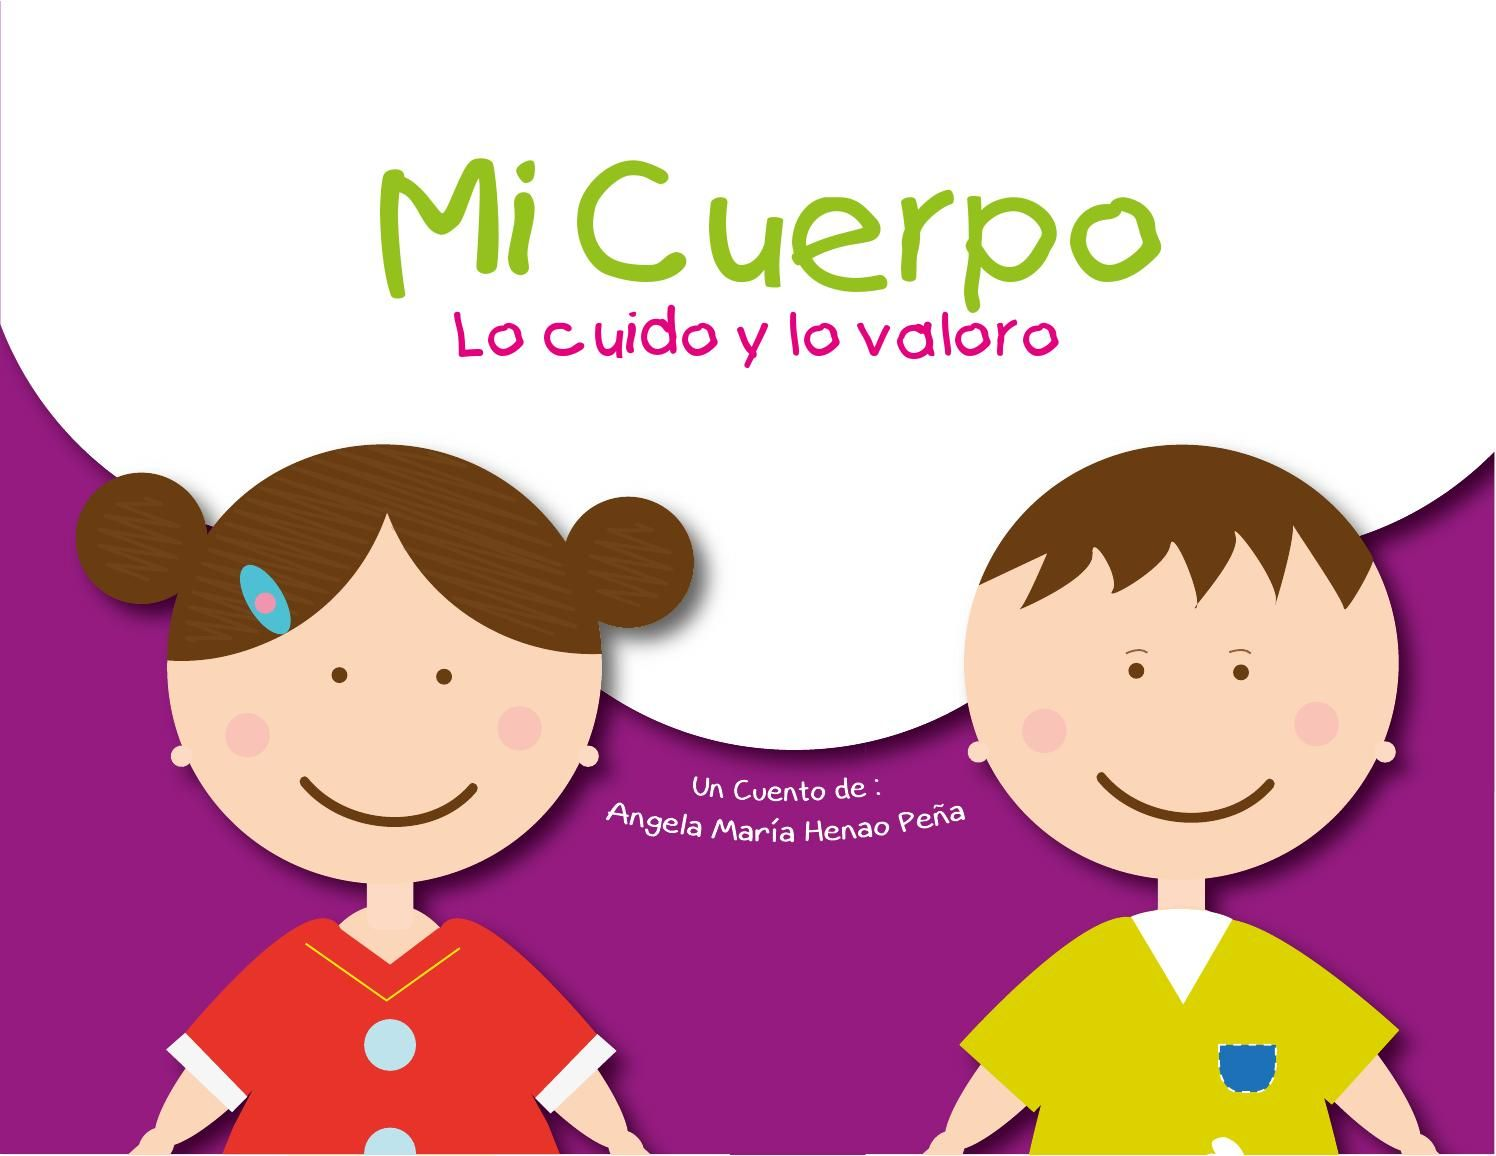 Mi Cuerpo
Lo cuido y lo valoro
Un Cuento de :
Angela María Henao Peña